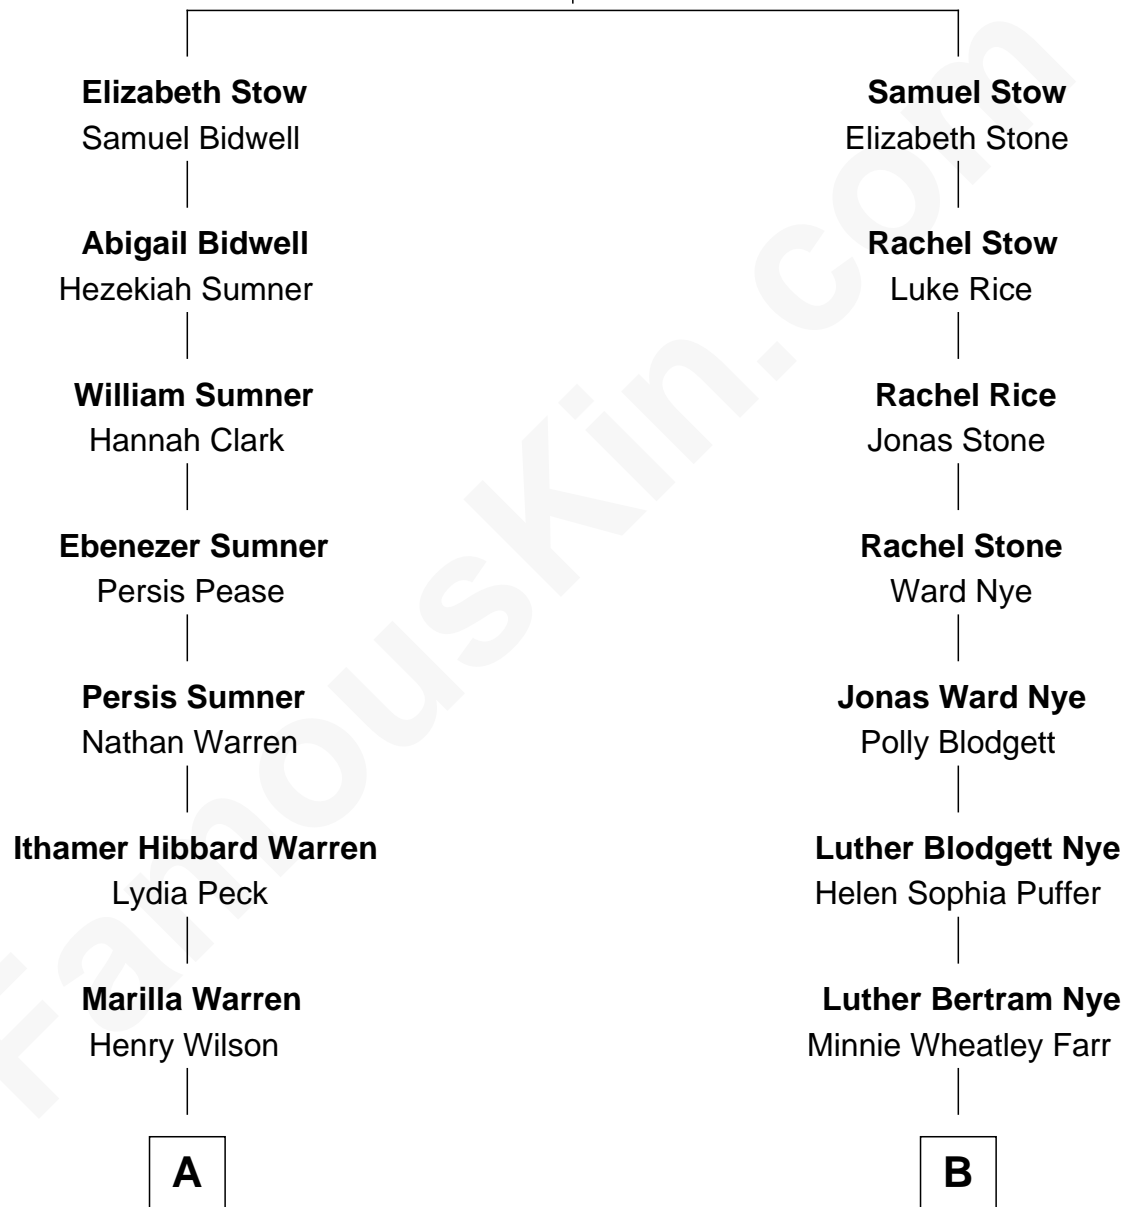 Elizabeth Stow
Samuel Bidwell
Abigail Bidwell
Hezekiah Sumner
William Sumner
Hannah Clark
Ebenezer Sumner
Persis Pease
Persis Sumner
Nathan Warren
Ithamer Hibbard Warren
Lydia Peck
Marilla Warren
Henry Wilson
A
Samuel Stow
Elizabeth Stone
Rachel Stow
Luke Rice
Rachel Rice
Jonas Stone
Rachel Stone
Ward Nye
Jonas Ward Nye
Polly Blodgett
Luther Blodgett Nye
Helen Sophia Puffer
Luther Bertram Nye
Minnie Wheatley Farr
B
FamousKin.com